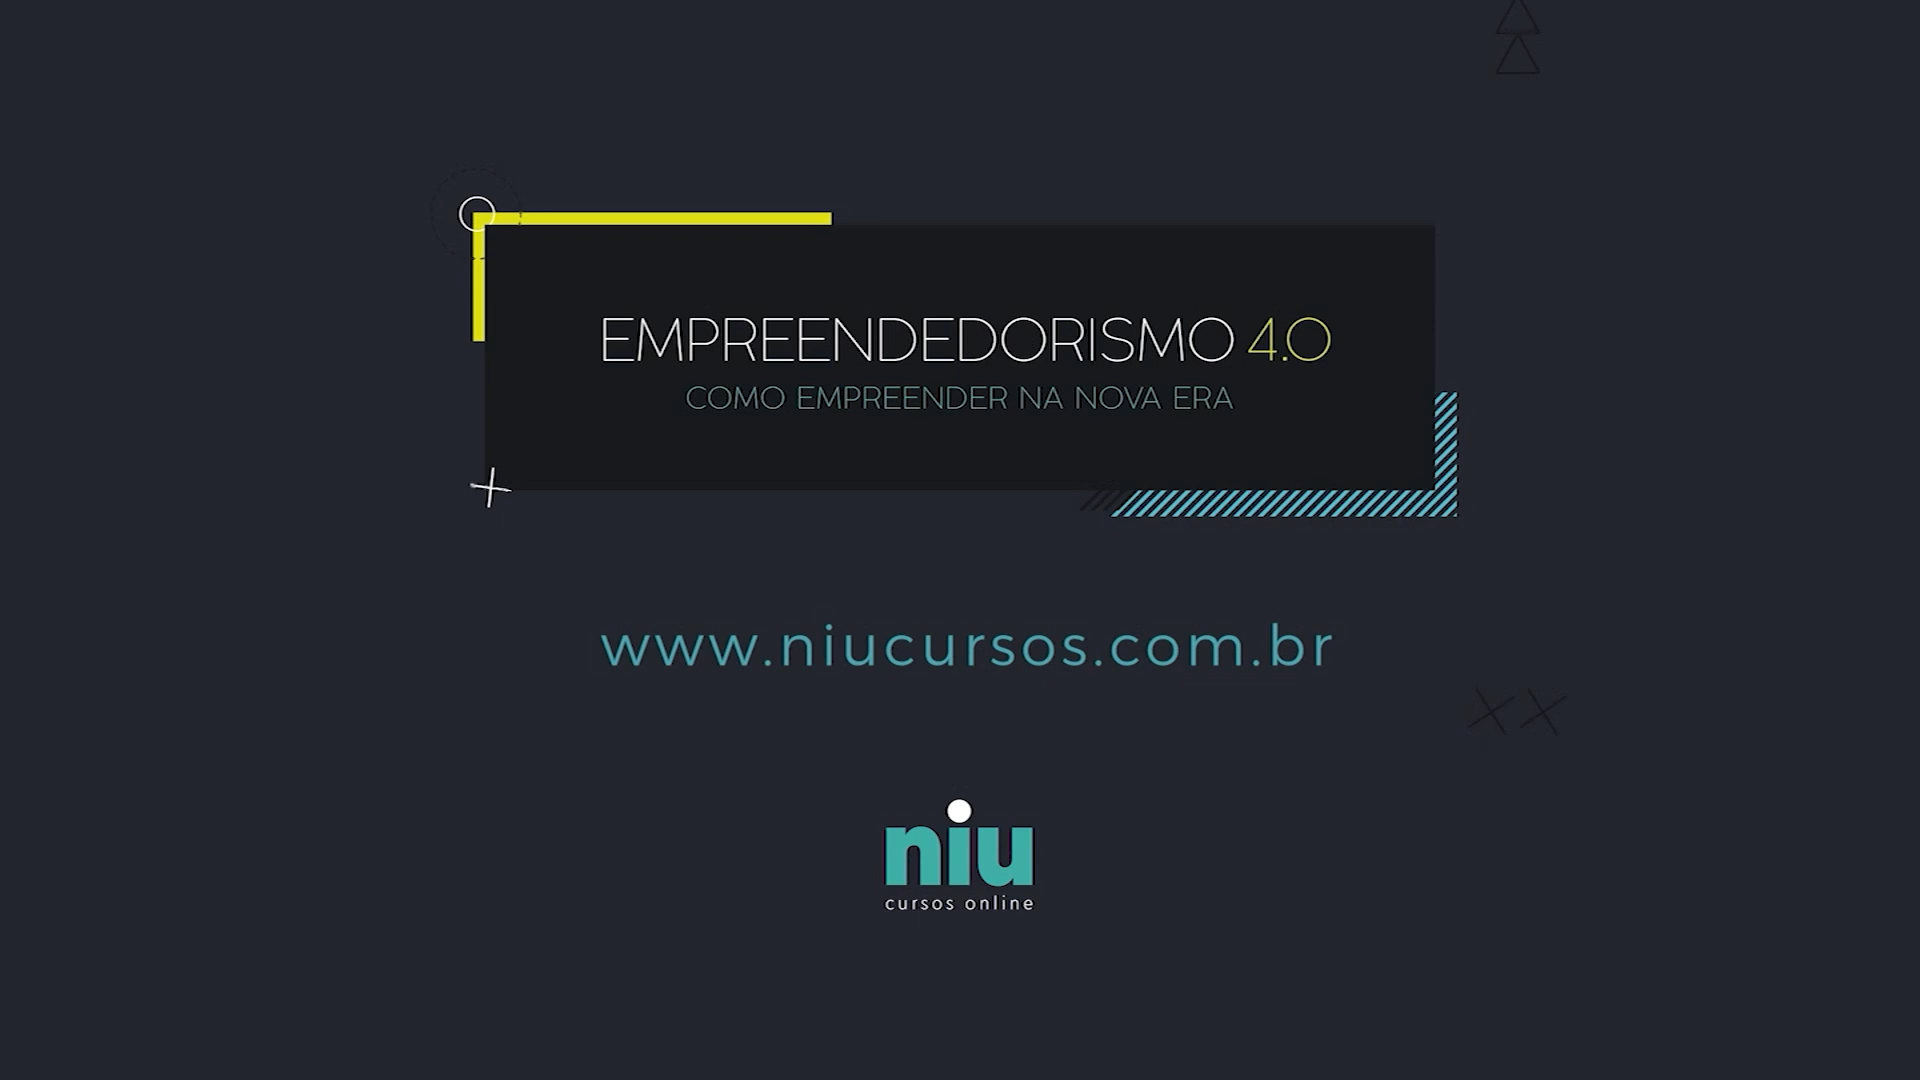 EMPREENDEDORISMO 4.0
COMO EMPREENDER NA NOVA ERA
www.niucursos.com.br
niu
cursos online